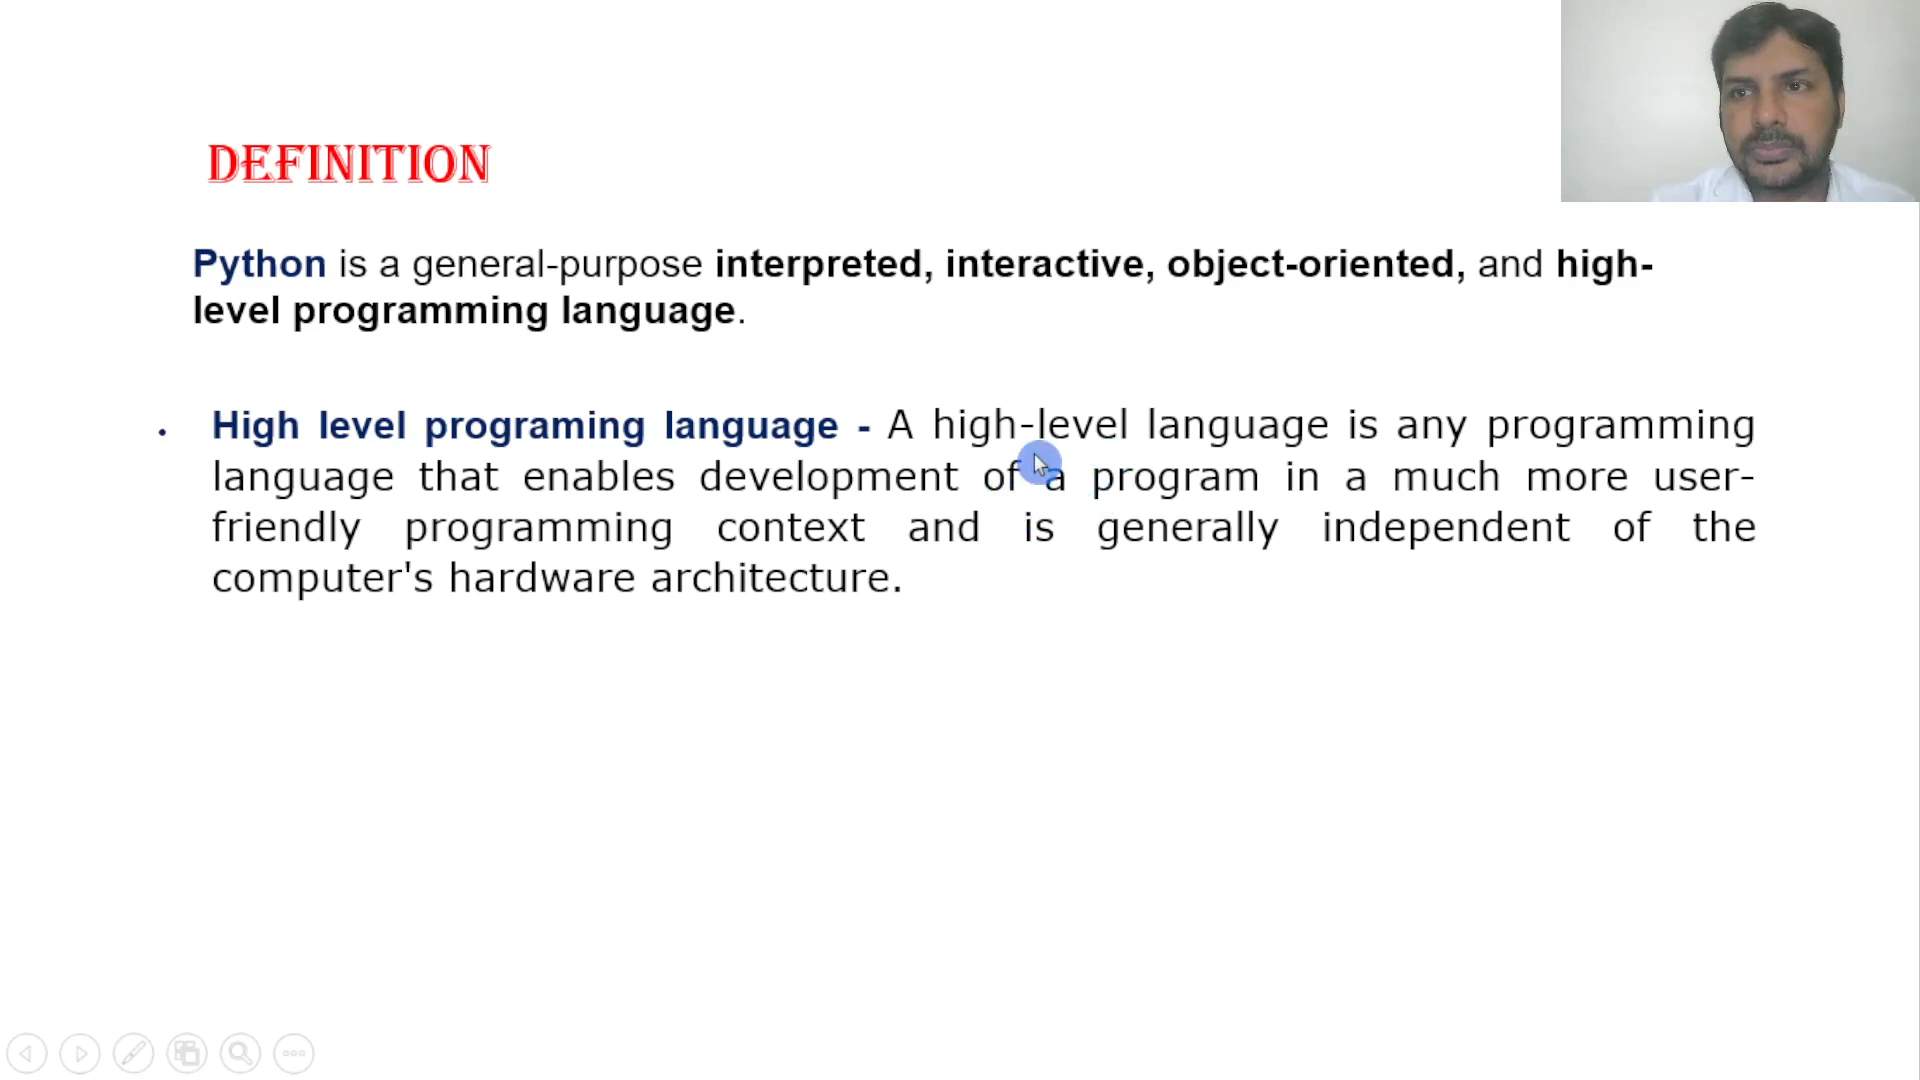 DEFINITION
Python is a general-purpose interpreted, interactive, object-oriented, and high-
level programming language.
• High level programing language - A high-level language is any programming
language that enables development of a program in a much more user-
friendly programming context and is generally independent of the
computer's hardware architecture.